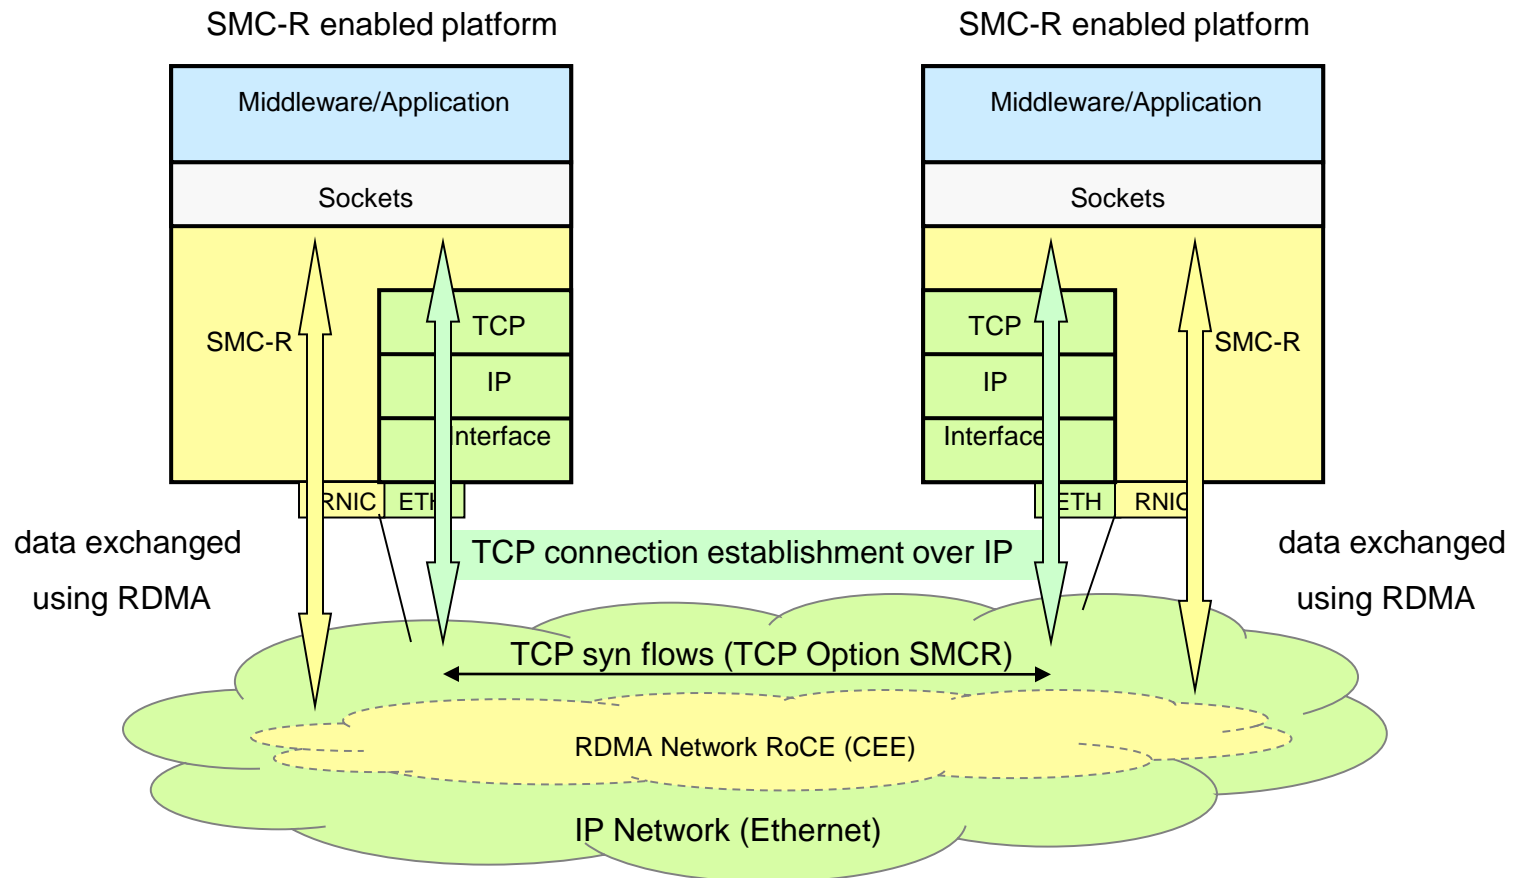 SMC-R enabled platform
SMC-R enabled platform
Middleware/Application
Middleware/Application
Sockets
Sockets
TCP
TCP
SMC-R
SMC-R
IP
IP
Interface
Interface
RNIC
ETH
ETH
RNIC
data exchanged
using RDMA
TCP connection establishment over IP
data exchanged
using RDMA
TCP syn flows (TCP Option SMCR)
RDMA Network RoCE (CEE)
IP Network (Ethernet)